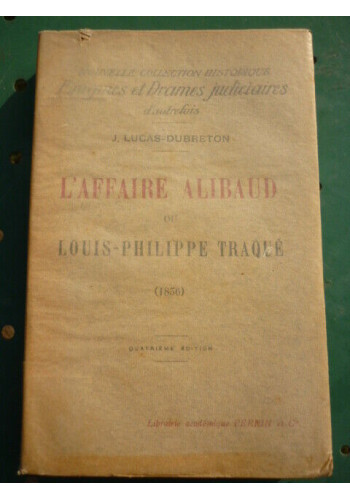 NOUVELLE COLLECTION HISTORIQUE
Énigmes et Drames judiciaires
d'autrefois
J. LUCAS-DUBRETON
L'AFFAIRE ALIBAUD
OU
LOUIS-PHILIPPE TRAQUÉ
(1836)
QUATRIÈME ÉDITION
Librairie académique PERRIN et Cie